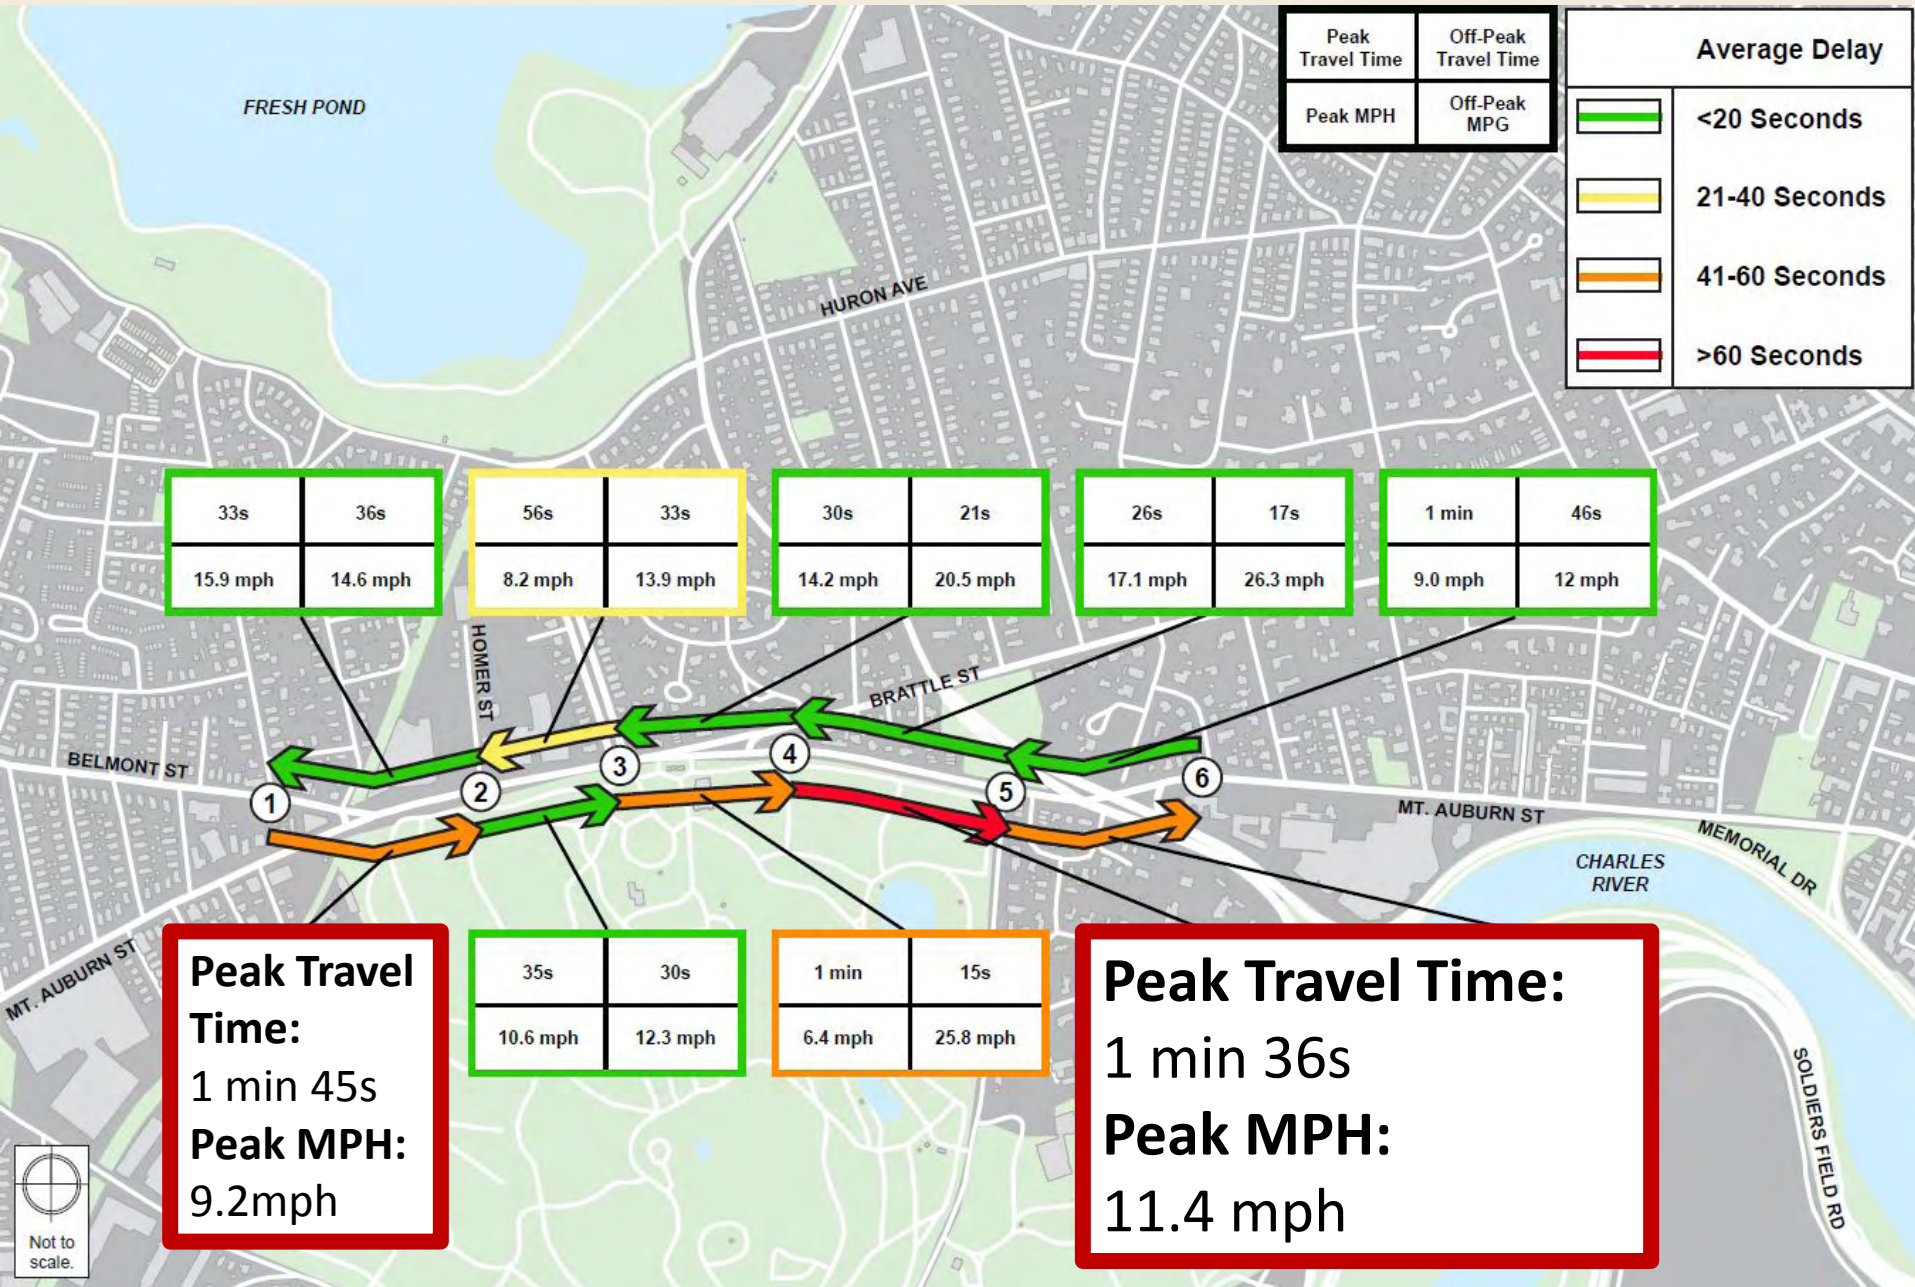 Peak
Travel Time
Off-Peak
Travel Time
Peak MPH
Off-Peak
MPG
Average Delay
<20 Seconds
21-40 Seconds
41-60 Seconds
>60 Seconds
FRESH POND
HURON AVE
33s
36s
15.9 mph
14.6 mph
56s
33s
8.2 mph
13.9 mph
30s
21s
14.2 mph
20.5 mph
26s
17s
17.1 mph
26.3 mph
1 min
46s
9.0 mph
12 mph
HOMER ST
BRATTLE ST
BELMONT ST
1
2
3
4
5
6
MT. AUBURN ST
MEMORIAL DR
CHARLES
RIVER
MT. AUBURN ST
SOLDIERS FIELD RD
Peak Travel
Time:
1 min 45s
Peak MPH:
9.2mph
35s
30s
10.6 mph
12.3 mph
1 min
15s
6.4 mph
25.8 mph
Peak Travel Time:
1 min 36s
Peak MPH:
11.4 mph
Not to
scale.